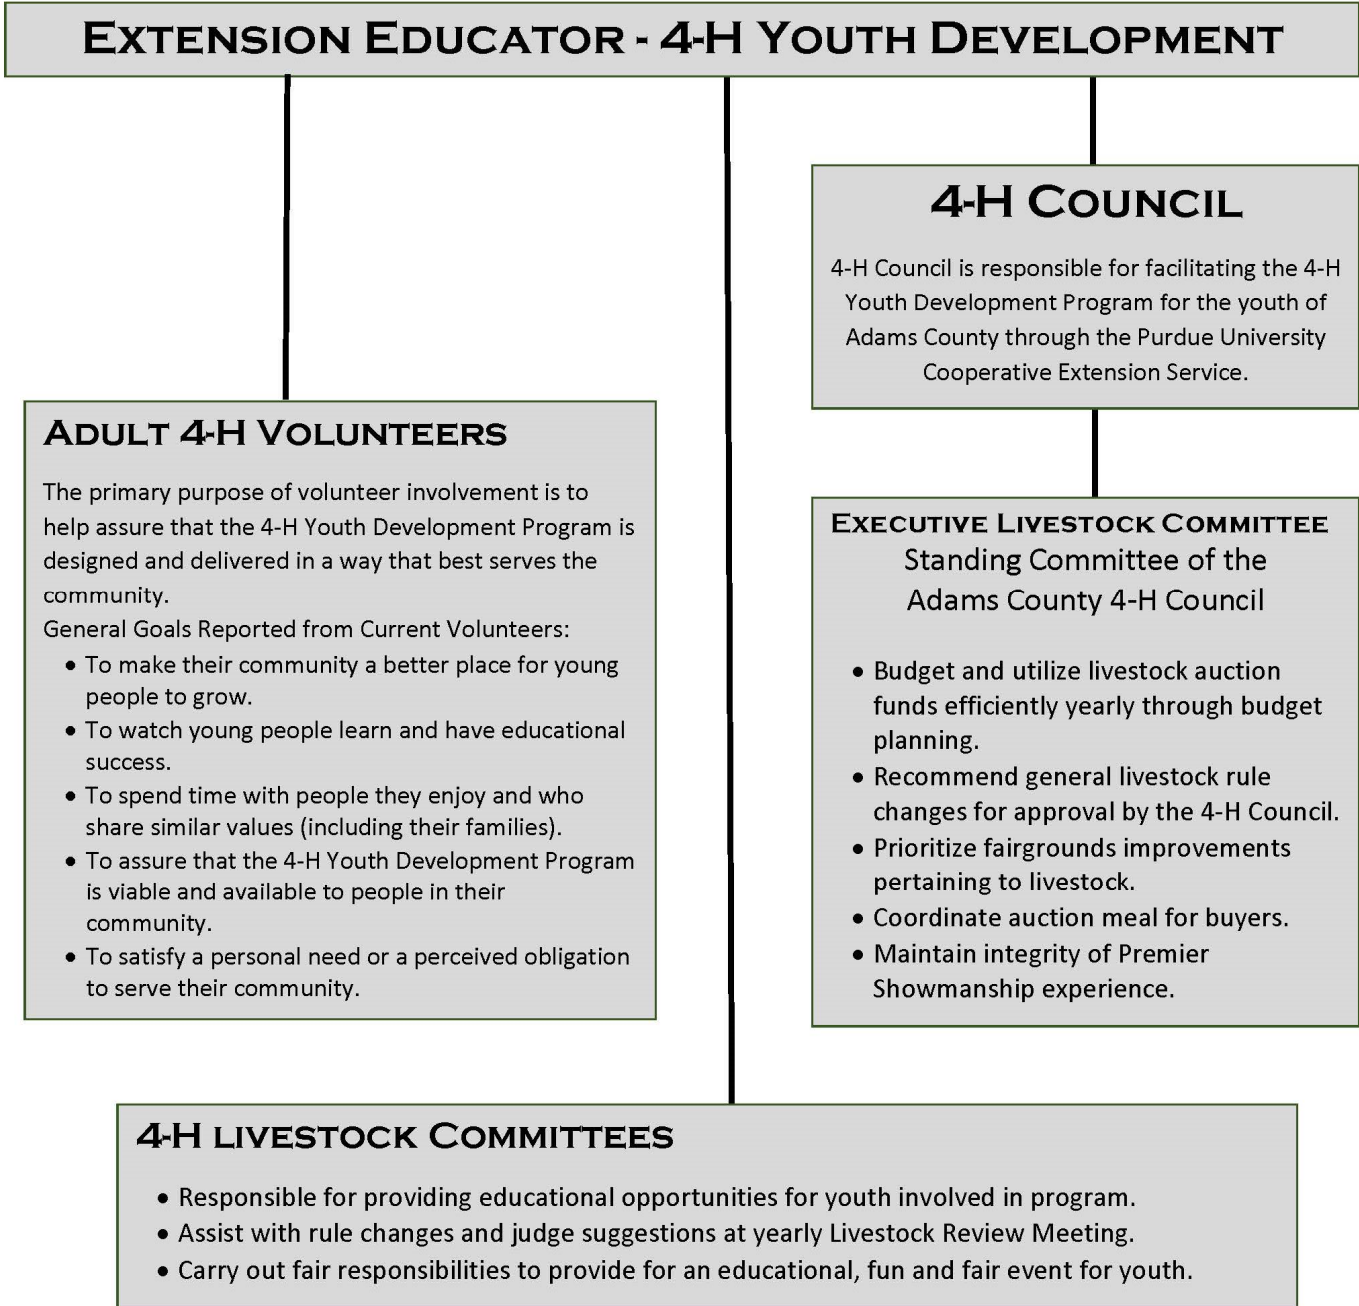 EXTENSION EDUCATOR - 4-H YOUTH DEVELOPMENT
4-H COUNCIL
4-H Council is responsible for facilitating the 4-H
Youth Development Program for the youth of
Adams County through the Purdue University
Cooperative Extension Service.
ADULT 4-H VOLUNTEERS
The primary purpose of volunteer involvement is to
help assure that the 4-H Youth Development Program is
designed and delivered in a way that best serves the
community.
General Goals Reported from Current Volunteers:
• To make their community a better place for young
people to grow.
• To watch young people learn and have educational
success.
• To spend time with people they enjoy and who
share similar values (including their families).
• To assure that the 4-H Youth Development Program
is viable and available to people in their
community.
• To satisfy a personal need or a perceived obligation
to serve their community.
EXECUTIVE LIVESTOCK COMMITTEE
Standing Committee of the
Adams County 4-H Council
• Budget and utilize livestock auction
funds efficiently yearly through budget
planning.
• Recommend general livestock rule
changes for approval by the 4-H Council.
• Prioritize fairgrounds improvements
pertaining to livestock.
• Coordinate auction meal for buyers.
• Maintain integrity of Premier
Showmanship experience.
4-H LIVESTOCK COMMITTEES
• Responsible for providing educational opportunities for youth involved in program.
• Assist with rule changes and judge suggestions at yearly Livestock Review Meeting.
• Carry out fair responsibilities to provide for an educational, fun and fair event for youth.